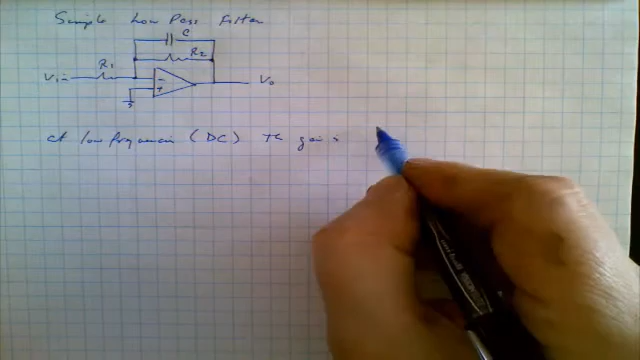 Simple Low Pass Filter
C
R2
R1
Vi
-
+
Vo
at low frequencies (DC) The gain is